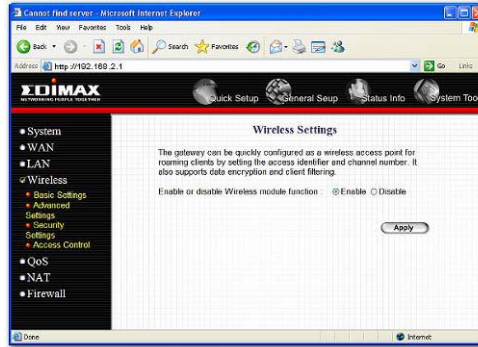 Cannot find server - Microsoft Internet Explorer
File Edit View Favorites Tools Help
Back Search Favorites
Address http://192.168.2.1 Go Links
EDIMAX
NETWORKING PEOPLE TOGETHER
Quick Setup General Seup Status Info System Too
System
WAN
LAN
Wireless
Basic Settings
Advanced
Settings
Security
Settings
Access Control
QoS
NAT
Firewall
Wireless Settings
The gateway can be quickly configured as a wireless access point for
roaming clients by setting the access identifier and channel number. It
also supports data encryption and client filtering.
Enable or disable Wireless module function : Enable Disable
Apply
Done Internet